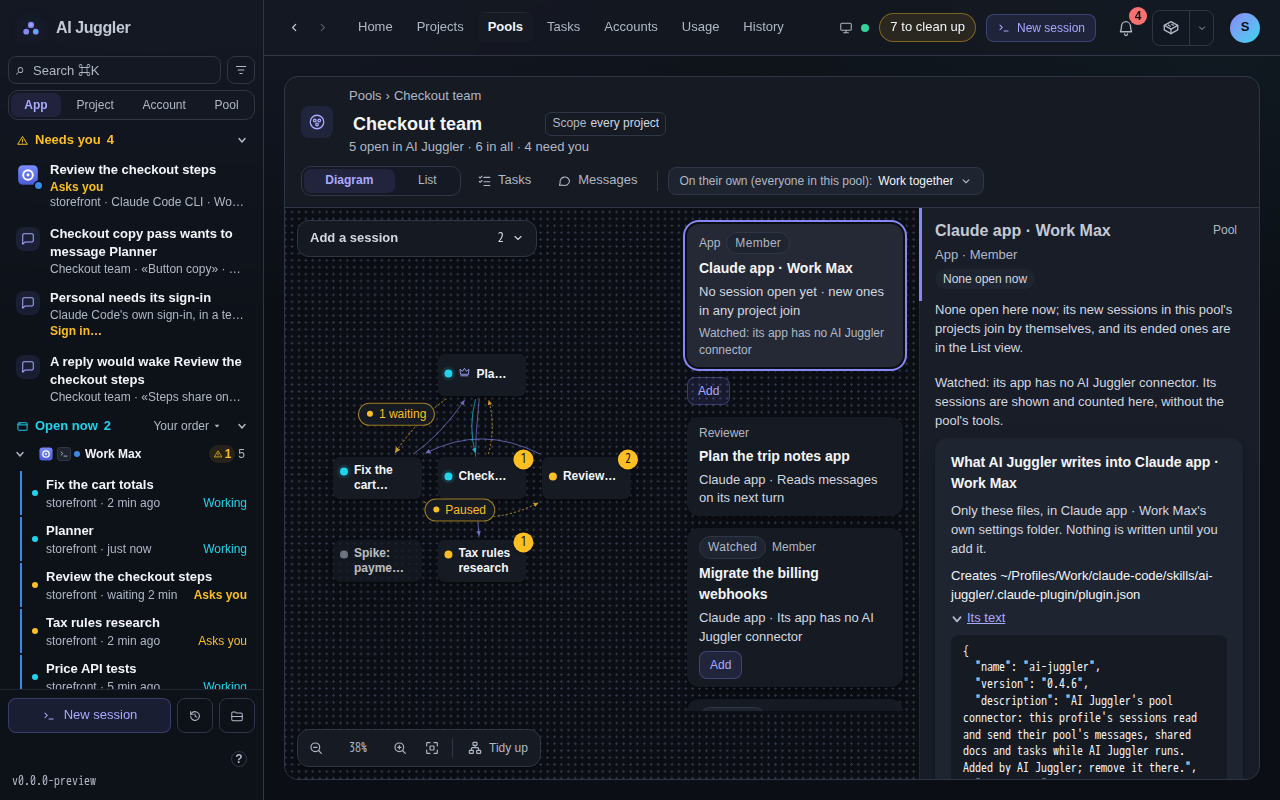 AI Juggler
Search ⌘K
App
Project
Account
Pool
Needs you 4
Review the checkout steps
Asks you
storefront · Claude Code CLI · Wo…
Checkout copy pass wants to
message Planner
Checkout team · «Button copy» · …
Personal needs its sign-in
Claude Code's own sign-in, in a te…
Sign in…
A reply would wake Review the
checkout steps
Checkout team · «Steps share on…
Open now 2
Your order
Work Max
1
5
Fix the cart totals
storefront · 2 min ago
Working
Planner
storefront · just now
Working
Review the checkout steps
storefront · waiting 2 min
Asks you
Tax rules research
storefront · 2 min ago
Asks you
Price API tests
storefront · 5 min ago
Working
New session
?
v0.0.0-preview
Home
Projects
Pools
Tasks
Accounts
Usage
History
7 to clean up
New session
4
S
Pools › Checkout team
Checkout team
Scope every project
5 open in AI Juggler · 6 in all · 4 need you
Diagram
List
Tasks
Messages
On their own (everyone in this pool): Work together
Add a session
2
Pla…
1 waiting
Fix the
cart…
1
Check…
2
Review…
Paused
Spike:
payme…
1
Tax rules
research
38%
Tidy up
App
Member
Claude app · Work Max
No session open yet · new ones
in any project join
Watched: its app has no AI Juggler
connector
Add
Reviewer
Plan the trip notes app
Claude app · Reads messages
on its next turn
Watched
Member
Migrate the billing
webhooks
Claude app · Its app has no AI
Juggler connector
Add
Claude app · Work Max
Pool
App · Member
None open now
None open here now; its new sessions in this pool's
projects join by themselves, and its ended ones are
in the List view.
Watched: its app has no AI Juggler connector. Its
sessions are shown and counted here, without the
pool's tools.
What AI Juggler writes into Claude app ·
Work Max
Only these files, in Claude app · Work Max's
own settings folder. Nothing is written until you
add it.
Creates ~/Profiles/Work/claude-code/skills/ai-
juggler/.claude-plugin/plugin.json
Its text
{
"name": "ai-juggler",
"version": "0.4.6",
"description": "AI Juggler's pool
connector: this profile's sessions read
and send their pool's messages, shared
docs and tasks while AI Juggler runs.
Added by AI Juggler; remove it there.",